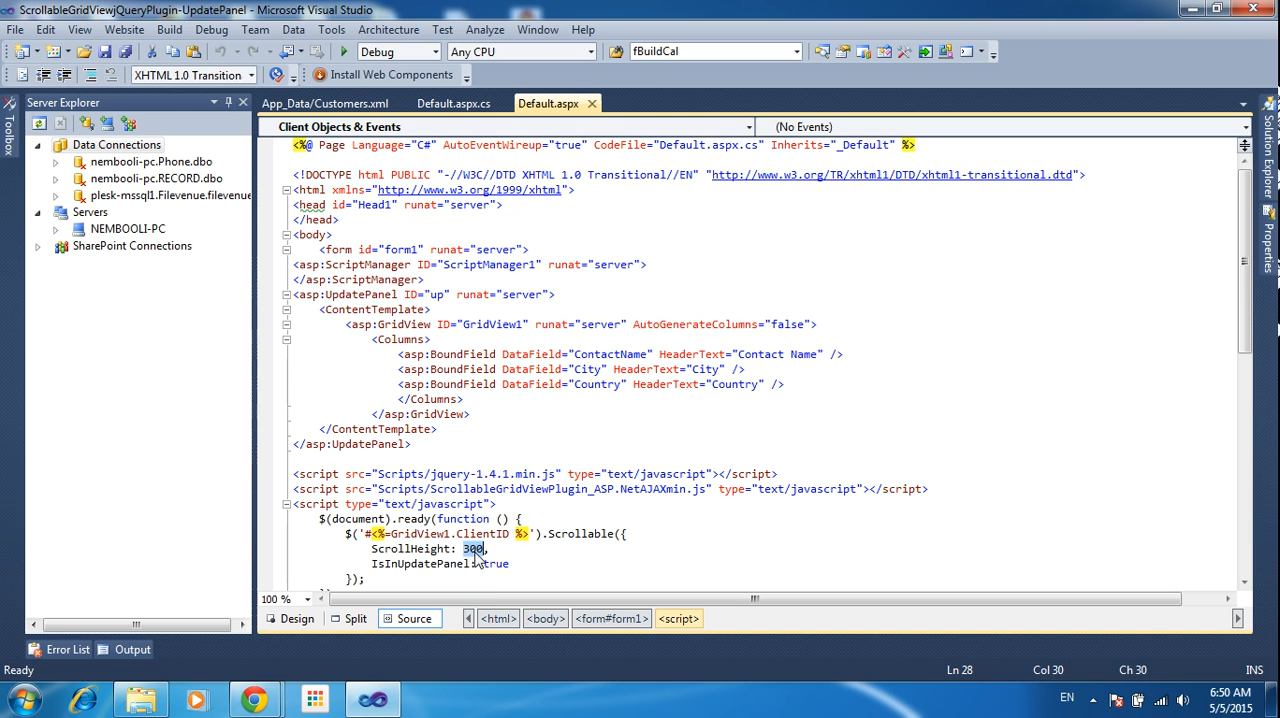 ScrollableGridViewjQueryPlugin-UpdatePanel - Microsoft Visual Studio
File Edit View Website Build Debug Team Data Tools Architecture Test Analyze Window Help
Debug Any CPU fBuildCal
XHTML 1.0 Transition Install Web Components
Server Explorer
App_Data/Customers.xml Default.aspx.cs Default.aspx
Toolbox
Solution Explorer
Properties
Client Objects & Events (No Events)
Data Connections
nembooli-pc.Phone.dbo
nembooli-pc.RECORD.dbo
plesk-mssql1.Filevenue.filevenue
Servers
NEMBOOLI-PC
SharePoint Connections
<%@ Page Language="C#" AutoEventWireup="true" CodeFile="Default.aspx.cs" Inherits="_Default" %>
<!DOCTYPE html PUBLIC "-//W3C//DTD XHTML 1.0 Transitional//EN" "http://www.w3.org/TR/xhtml1/DTD/xhtml1-transitional.dtd">
<html xmlns="http://www.w3.org/1999/xhtml">
<head id="Head1" runat="server">
</head>
<body>
<form id="form1" runat="server">
<asp:ScriptManager ID="ScriptManager1" runat="server">
</asp:ScriptManager>
<asp:UpdatePanel ID="up" runat="server">
<ContentTemplate>
<asp:GridView ID="GridView1" runat="server" AutoGenerateColumns="false">
<Columns>
<asp:BoundField DataField="ContactName" HeaderText="Contact Name" />
<asp:BoundField DataField="City" HeaderText="City" />
<asp:BoundField DataField="Country" HeaderText="Country" />
</Columns>
</asp:GridView>
</ContentTemplate>
</asp:UpdatePanel>
<script src="Scripts/jquery-1.4.1.min.js" type="text/javascript"></script>
<script src="Scripts/ScrollableGridViewPlugin_ASP.NetAJAXmin.js" type="text/javascript"></script>
<script type="text/javascript">
$(document).ready(function () {
$('#<%=GridView1.ClientID %>').Scrollable({
ScrollHeight: 300,
IsInUpdatePanel: true
});
100 %
Design Split Source <html> <body> <form#form1> <script>
Error List Output
Ready Ln 28 Col 30 Ch 30 INS
EN 6:50 AM
5/5/2015